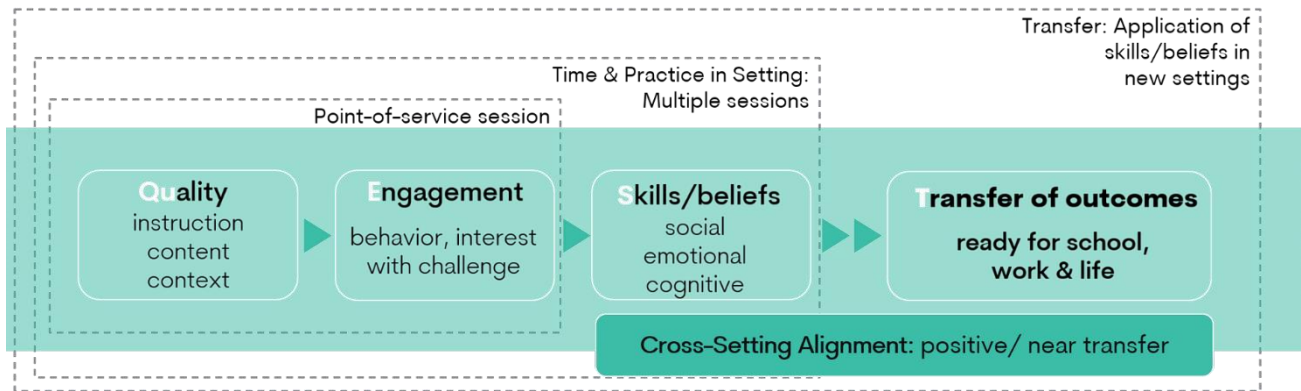 Transfer: Application of
skills/beliefs in
new settings
Time & Practice in Setting:
Multiple sessions
Point-of-service session
Quality
instruction
content
context
Engagement
behavior, interest
with challenge
Skills/beliefs
social
emotional
cognitive
Transfer of outcomes
ready for school,
work & life
Cross-Setting Alignment: positive/ near transfer